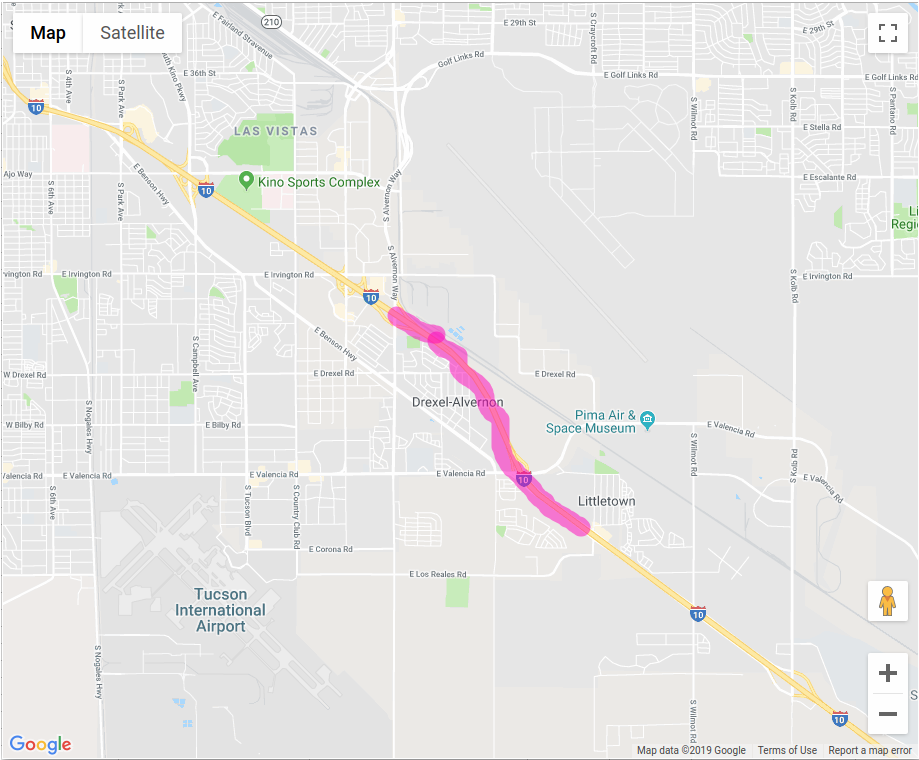 Map
Satellite
210
E Fairland Stravenue
E 29th St
S Craycroft Rd
E 29th St
Golf Links Rd
E Golf Links Rd
E Golf Links Rd
S 4th Ave
S Park Ave
E 36th St
outh Kino Pkwy
10
S Wilmot Rd
S Kolb Rd
S Pantano Rd
LAS VISTAS
E Stella Rd
Ajo Way
E Benson Hwy
10
Kino Sports Complex
E Escalante Rd
S 6th Ave
S Park Ave
S Alvernon Way
Li
Regio
rvington Rd
E Irvington Rd
E Irvington Rd
S Alvernon Way
S Kolb Rd
E Irvington Rd
10
E Benson Hwy
S Campbell Ave
W Drexel Rd
E Drexel Rd
E Drexel Rd
Drexel-Alvernon
S Nogales Hwy
W Bilby Rd
E Bilby Rd
Pima Air &
Space Museum
E Valencia Rd
S Wilmot Rd
S Kolb Rd
Valencia Rd
E Valencia Rd
E Valencia Rd
E Valencia Rd
10
E Valencia Rd
S 6th Ave
S Tucson Blvd
S Country Club Rd
Littletown
E Corona Rd
E Los Reales Rd
Tucson
International
Airport
10
S Nogales Hwy
S Wilmot Rd
S
10
Google
Map data ©2019 Google
Terms of Use
Report a map error